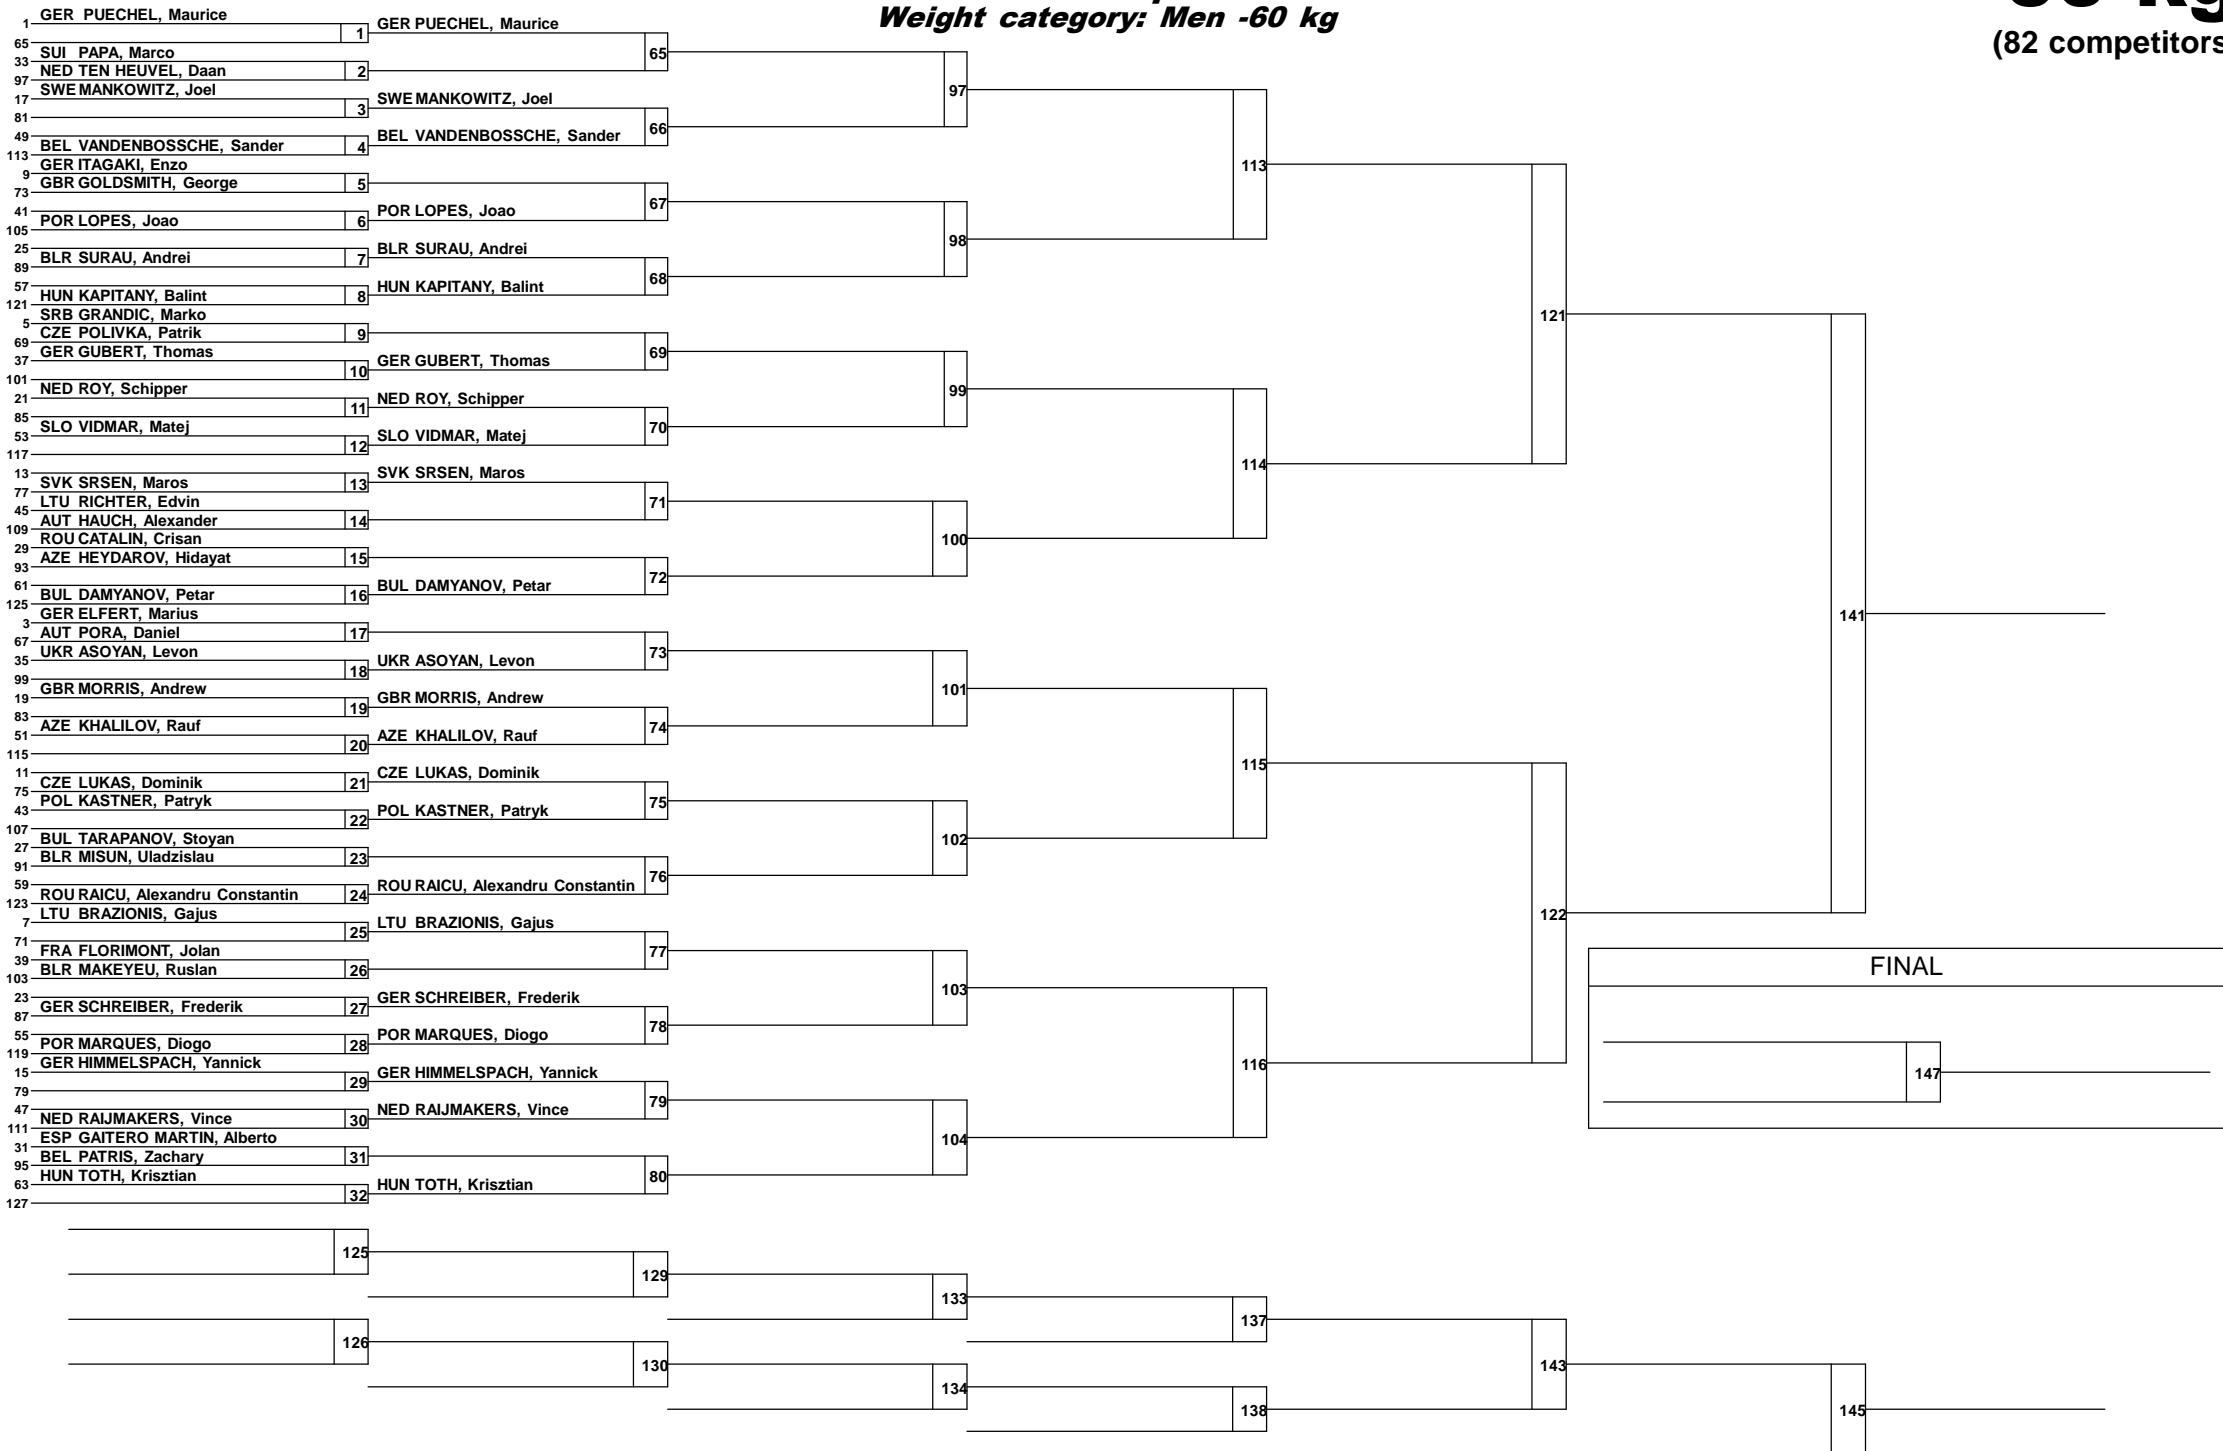 Weight category: Men -60 kg
(82 competitors
1 GER PUECHEL, Maurice
65
1 GER PUECHEL, Maurice
33 SUI PAPA, Marco
97 NED TEN HEUVEL, Daan
2
65
17 SWE MANKOWITZ, Joel
81
3 SWE MANKOWITZ, Joel
49
113 BEL VANDENBOSSCHE, Sander
4 BEL VANDENBOSSCHE, Sander
66
97
9 GER ITAGAKI, Enzo
73 GBR GOLDSMITH, George
5
41
105 POR LOPES, Joao
6 POR LOPES, Joao
67
25
89 BLR SURAU, Andrei
7 BLR SURAU, Andrei
57
121 HUN KAPITANY, Balint
8 HUN KAPITANY, Balint
68
98
113
5 SRB GRANDIC, Marko
69 CZE POLIVKA, Patrik
9
37 GER GUBERT, Thomas
101
10 GER GUBERT, Thomas
69
21 NED ROY, Schipper
85
11 NED ROY, Schipper
53 SLO VIDMAR, Matej
117
12 SLO VIDMAR, Matej
70
99
13
77 SVK SRSEN, Maros
13 SVK SRSEN, Maros
45 LTU RICHTER, Edvin
109 AUT HAUCH, Alexander
14
71
29 ROU CATALIN, Crisan
93 AZE HEYDAROV, Hidayat
15
61
125 BUL DAMYANOV, Petar
16 BUL DAMYANOV, Petar
72
100
114
121
3 GER ELFERT, Marius
67 AUT PORA, Daniel
17
35 UKR ASOYAN, Levon
99
18 UKR ASOYAN, Levon
73
19 GBR MORRIS, Andrew
83
19 GBR MORRIS, Andrew
51 AZE KHALILOV, Rauf
115
20 AZE KHALILOV, Rauf
74
101
11
75 CZE LUKAS, Dominik
21 CZE LUKAS, Dominik
43 POL KASTNER, Patryk
107
22 POL KASTNER, Patryk
75
27 BUL TARAPANOV, Stoyan
91 BLR MISUN, Uladzislau
23
59
123 ROU RAICU, Alexandru Constantin
24 ROU RAICU, Alexandru Constantin
76
102
115
7 LTU BRAZIONIS, Gajus
71
25 LTU BRAZIONIS, Gajus
39 FRA FLORIMONT, Jolan
103 BLR MAKEYEU, Ruslan
26
77
23
87 GER SCHREIBER, Frederik
27 GER SCHREIBER, Frederik
55
119 POR MARQUES, Diogo
28 POR MARQUES, Diogo
78
103
15 GER HIMMELSPACH, Yannick
79
29 GER HIMMELSPACH, Yannick
47
111 NED RAIJMAKERS, Vince
30 NED RAIJMAKERS, Vince
79
31 ESP GAITERO MARTIN, Alberto
95 BEL PATRIS, Zachary
31
63 HUN TOTH, Krisztian
127
32 HUN TOTH, Krisztian
80
104
116
122
141
FINAL
147
125
129
133
137
126
130
134
138
143
145